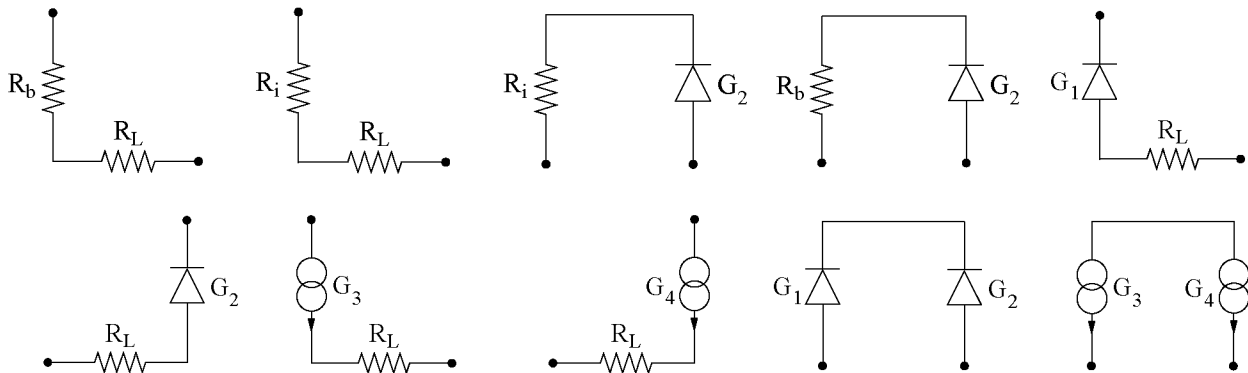 R_b R_L
R_i R_L
R_i G_2
R_b G_2
G_1 R_L
G_2 R_L
G_3 R_L
G_4 R_L
G_1 G_2
G_3 G_4